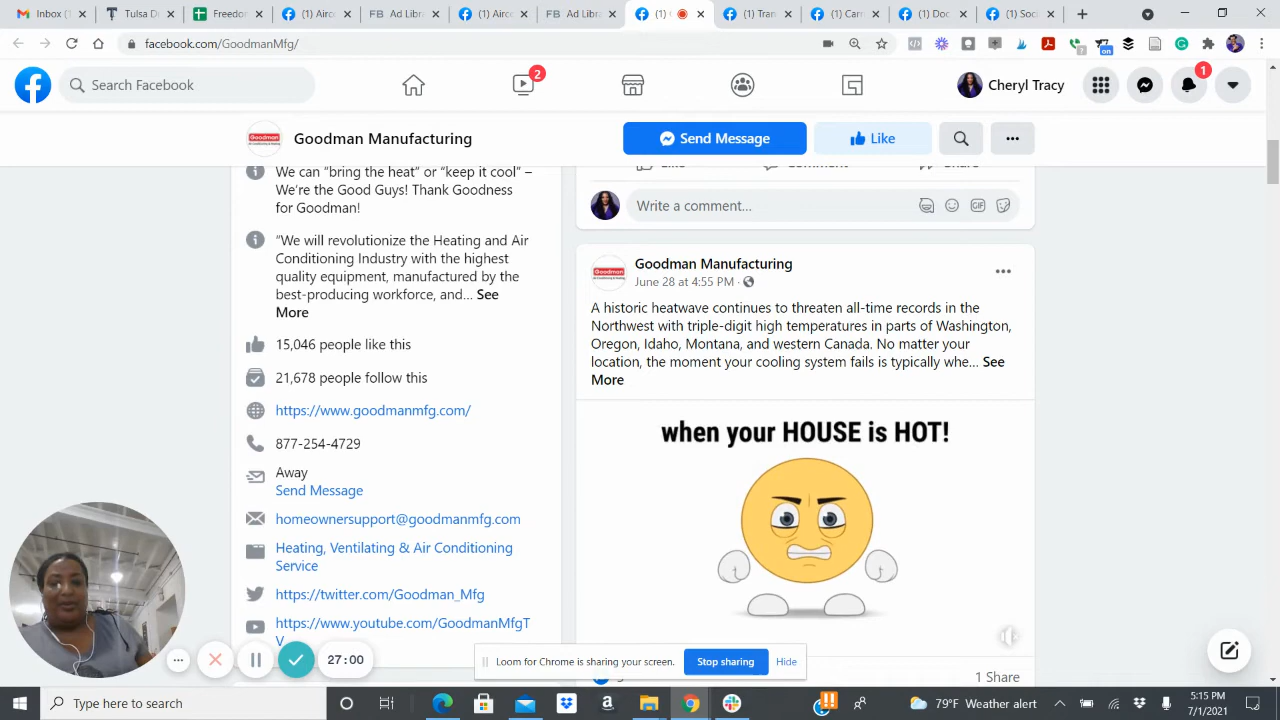 Inbox (1
Tulsa Do
Freedor
(1) Airco
FB Ad Libr
(1) Airc
FB Ad Libr
(1)
(1) Tran
(1) Carr
(1) Doc
(1) Soc
facebook.com/GoodmanMfg/
Search Facebook
2
Cheryl Tracy
1
Goodman Manufacturing
Send Message
Like
We can “bring the heat” or “keep it cool” –
We’re the Good Guys! Thank Goodness
for Goodman!
“We will revolutionize the Heating and Air
Conditioning Industry with the highest
quality equipment, manufactured by the
best-producing workforce, and... See
More
15,046 people like this
21,678 people follow this
https://www.goodmanmfg.com/
877-254-4729
Away
Send Message
homeownersupport@goodmanmfg.com
Heating, Ventilating & Air Conditioning
Service
https://twitter.com/Goodman_Mfg
https://www.youtube.com/GoodmanMfgT
V
Like
Comment
Share
Write a comment...
GIF
Goodman
Goodman Manufacturing
June 28 at 4:55 PM ·
A historic heatwave continues to threaten all-time records in the
Northwest with triple-digit high temperatures in parts of Washington,
Oregon, Idaho, Montana, and western Canada. No matter your
location, the moment your cooling system fails is typically whe... See
More
when your HOUSE is HOT!
1 Share
27:00
Loom for Chrome is sharing your screen.
Stop sharing
Hide
Type here to search
79°F Weather alert
5:15 PM
7/1/2021